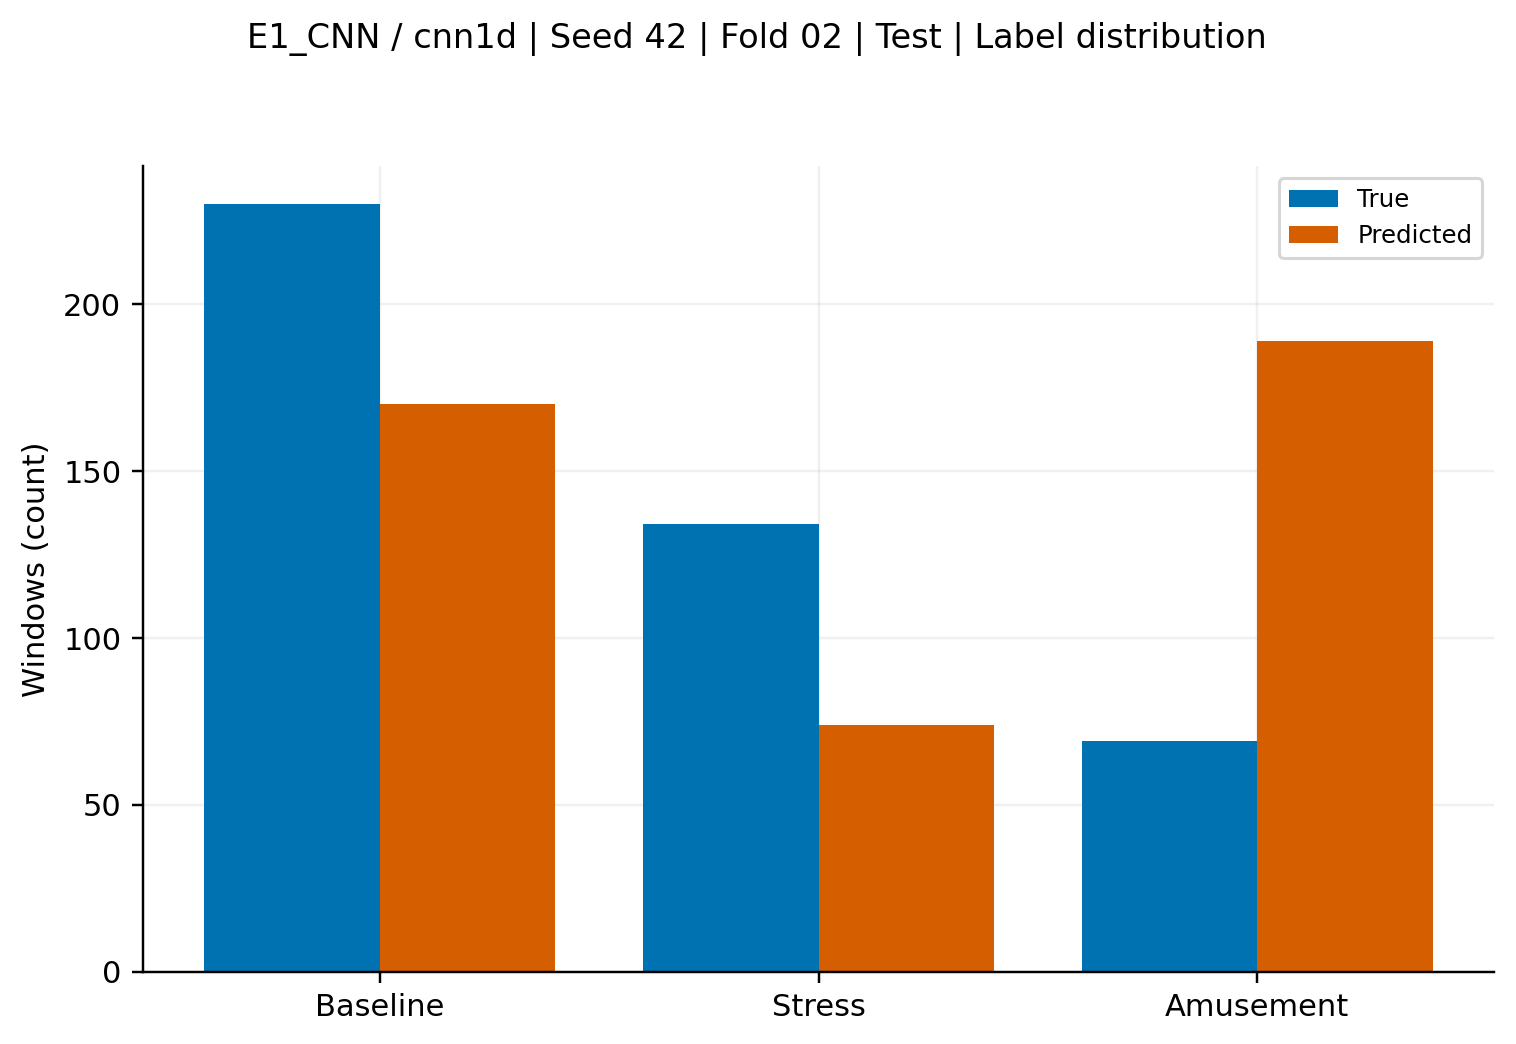 E1_CNN / cnn1d | Seed 42 | Fold 02 | Test | Label distribution
True
Predicted
Windows (count)
200
150
100
50
0
Baseline
Stress
Amusement